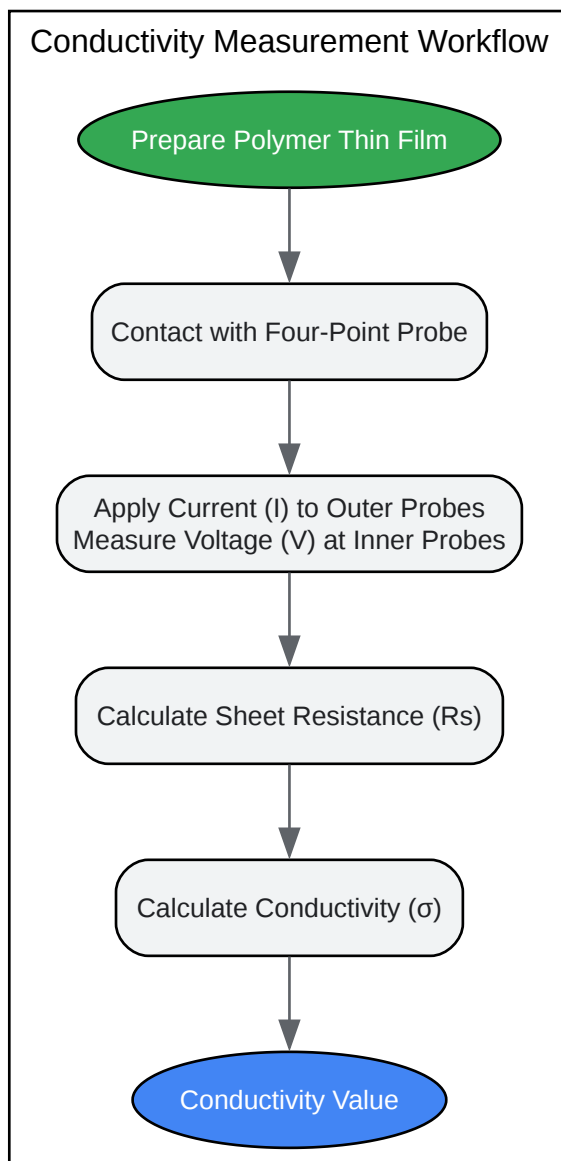 Conductivity Measurement Workflow
Prepare Polymer Thin Film
Contact with Four-Point Probe
Apply Current (I) to Outer Probes
Measure Voltage (V) at Inner Probes
Calculate Sheet Resistance (Rs)
Calculate Conductivity (σ)
Conductivity Value